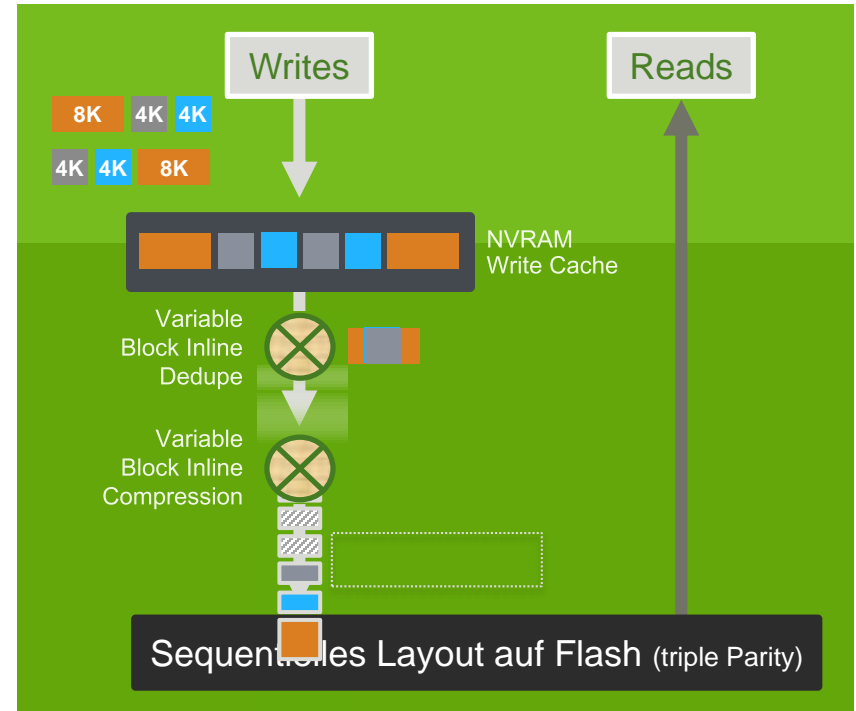 Writes
Reads
8K 4K 4K
4K 4K 8K
NVRAM
Write Cache
Variable
Block Inline
Dedupe
Variable
Block Inline
Compression
Sequentielles Layout auf Flash (triple Parity)